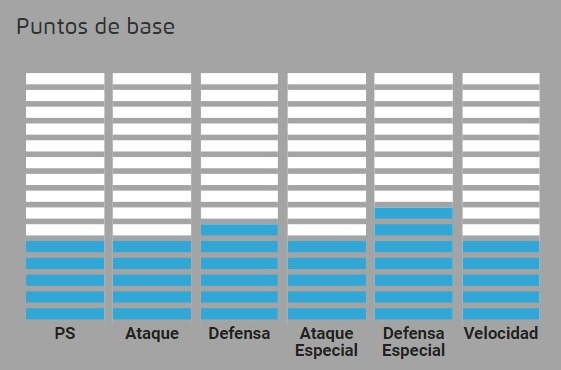 Puntos de base
PS
Ataque
Defensa
Ataque
Especial
Defensa
Especial
Velocidad